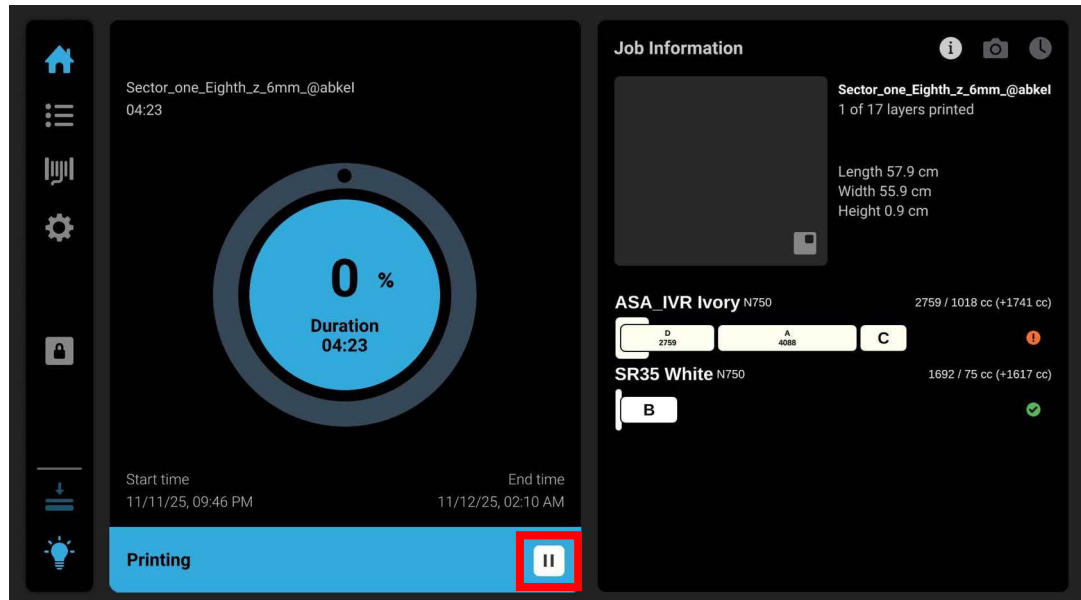 Sector_one_Eighth_z_6mm_@abkel
04:23
0 %
Duration
04:23
Start time
End time
11/11/25, 09:46 PM
11/12/25, 02:10 AM
Printing
Job Information
i
Sector_one_Eighth_z_6mm_@abkel
1 of 17 layers printed
Length 57.9 cm
Width 55.9 cm
Height 0.9 cm
ASA_IVR Ivory N750
2759 / 1018 cc (+1741 cc)
D
2759
A
4088
C
!
SR35 White N750
1692 / 75 cc (+1617 cc)
B